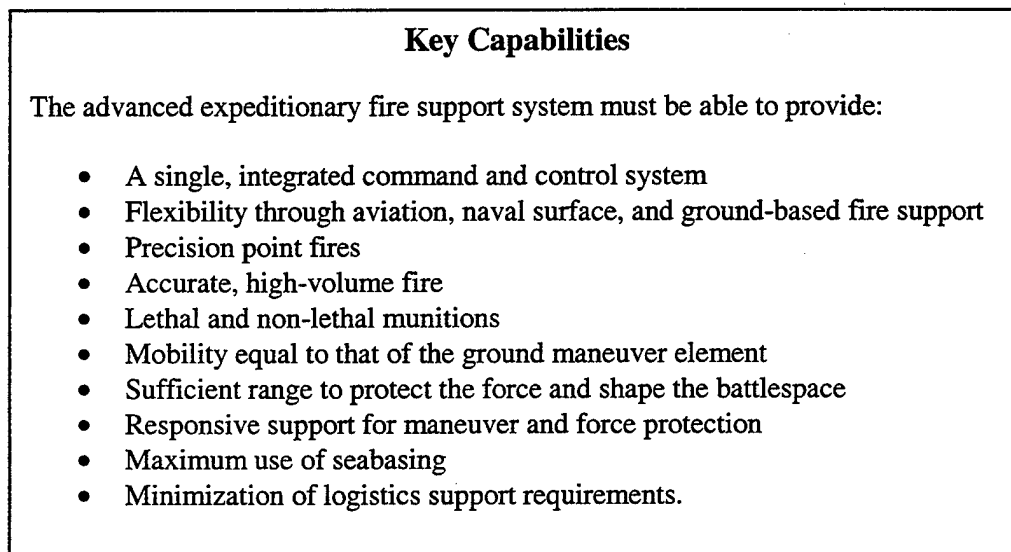 Key Capabilities
The advanced expeditionary fire support system must be able to provide:
• A single, integrated command and control system
• Flexibility through aviation, naval surface, and ground-based fire support
• Precision point fires
• Accurate, high-volume fire
• Lethal and non-lethal munitions
• Mobility equal to that of the ground maneuver element
• Sufficient range to protect the force and shape the battlespace
• Responsive support for maneuver and force protection
• Maximum use of seabasing
• Minimization of logistics support requirements.